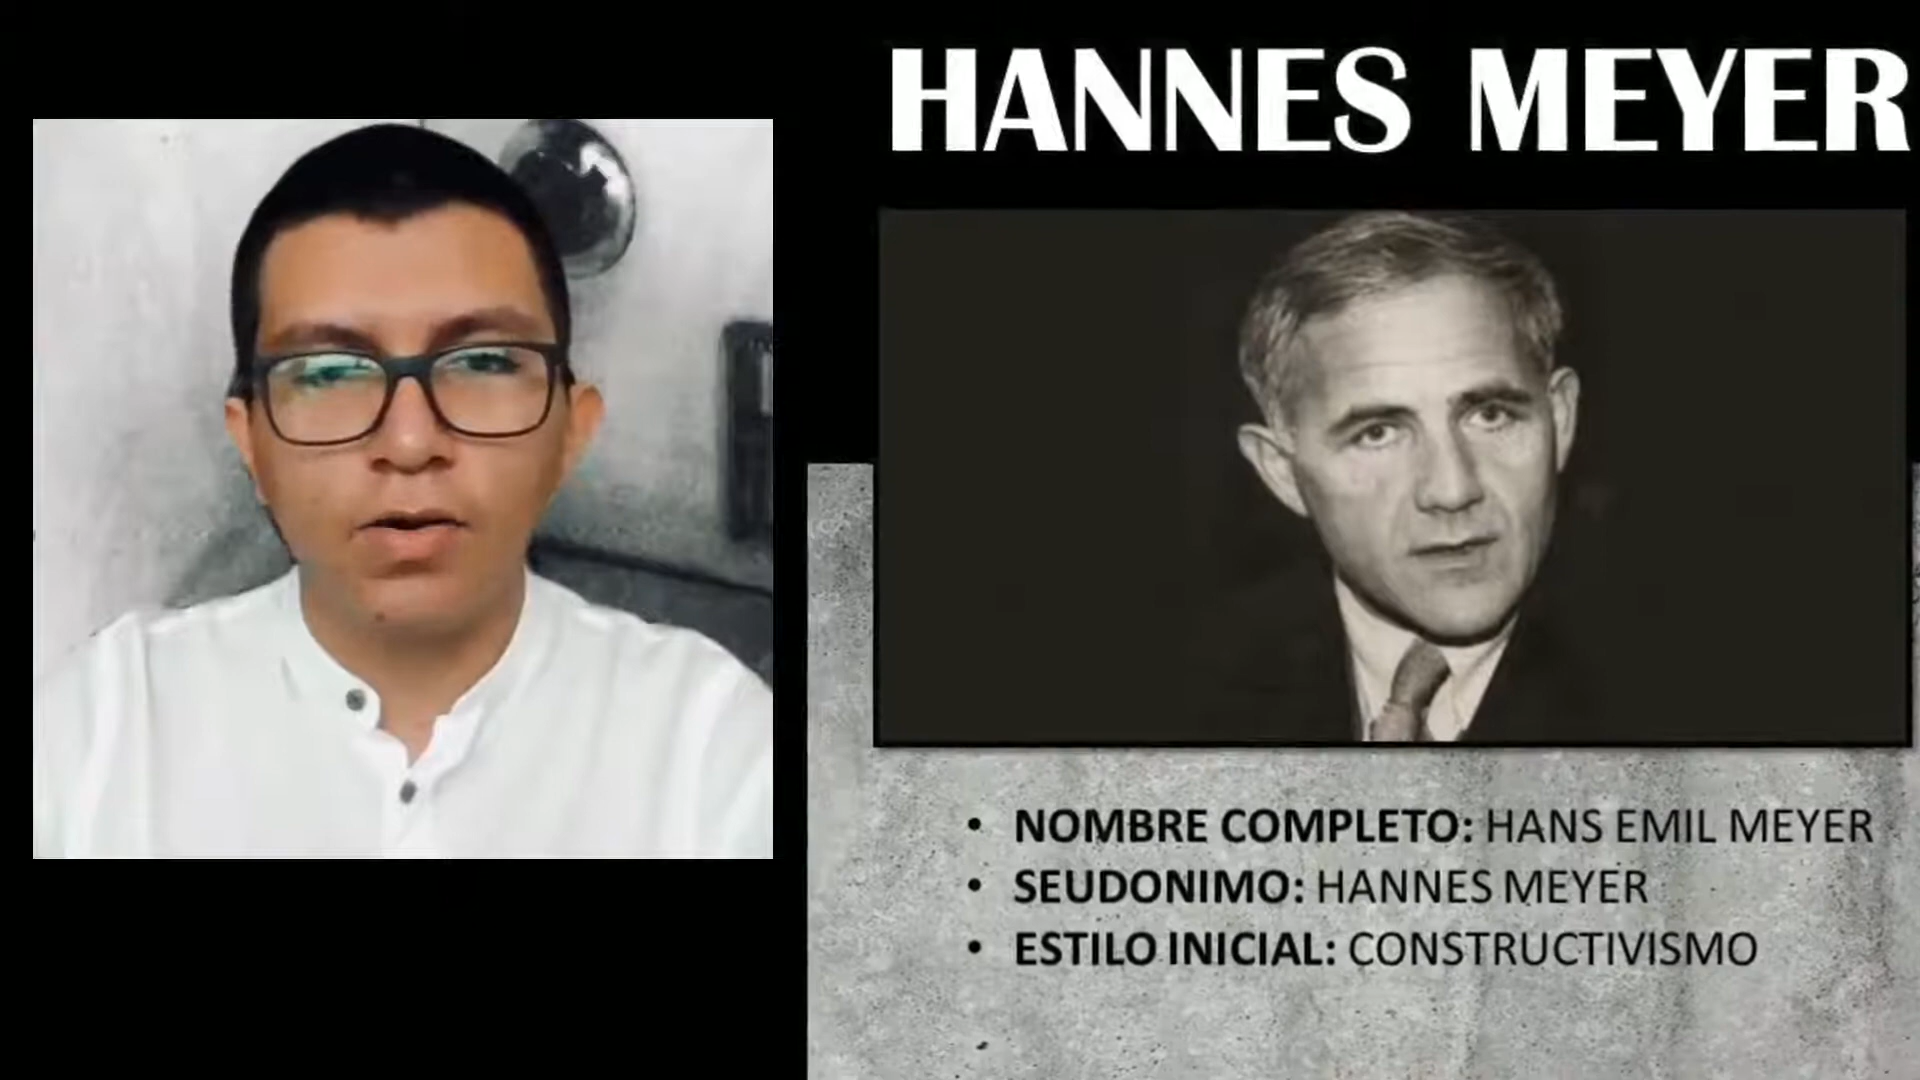 HANNES MEYER
• NOMBRE COMPLETO: HANS EMIL MEYER
• SEUDONIMO: HANNES MEYER
• ESTILO INICIAL: CONSTRUCTIVISMO